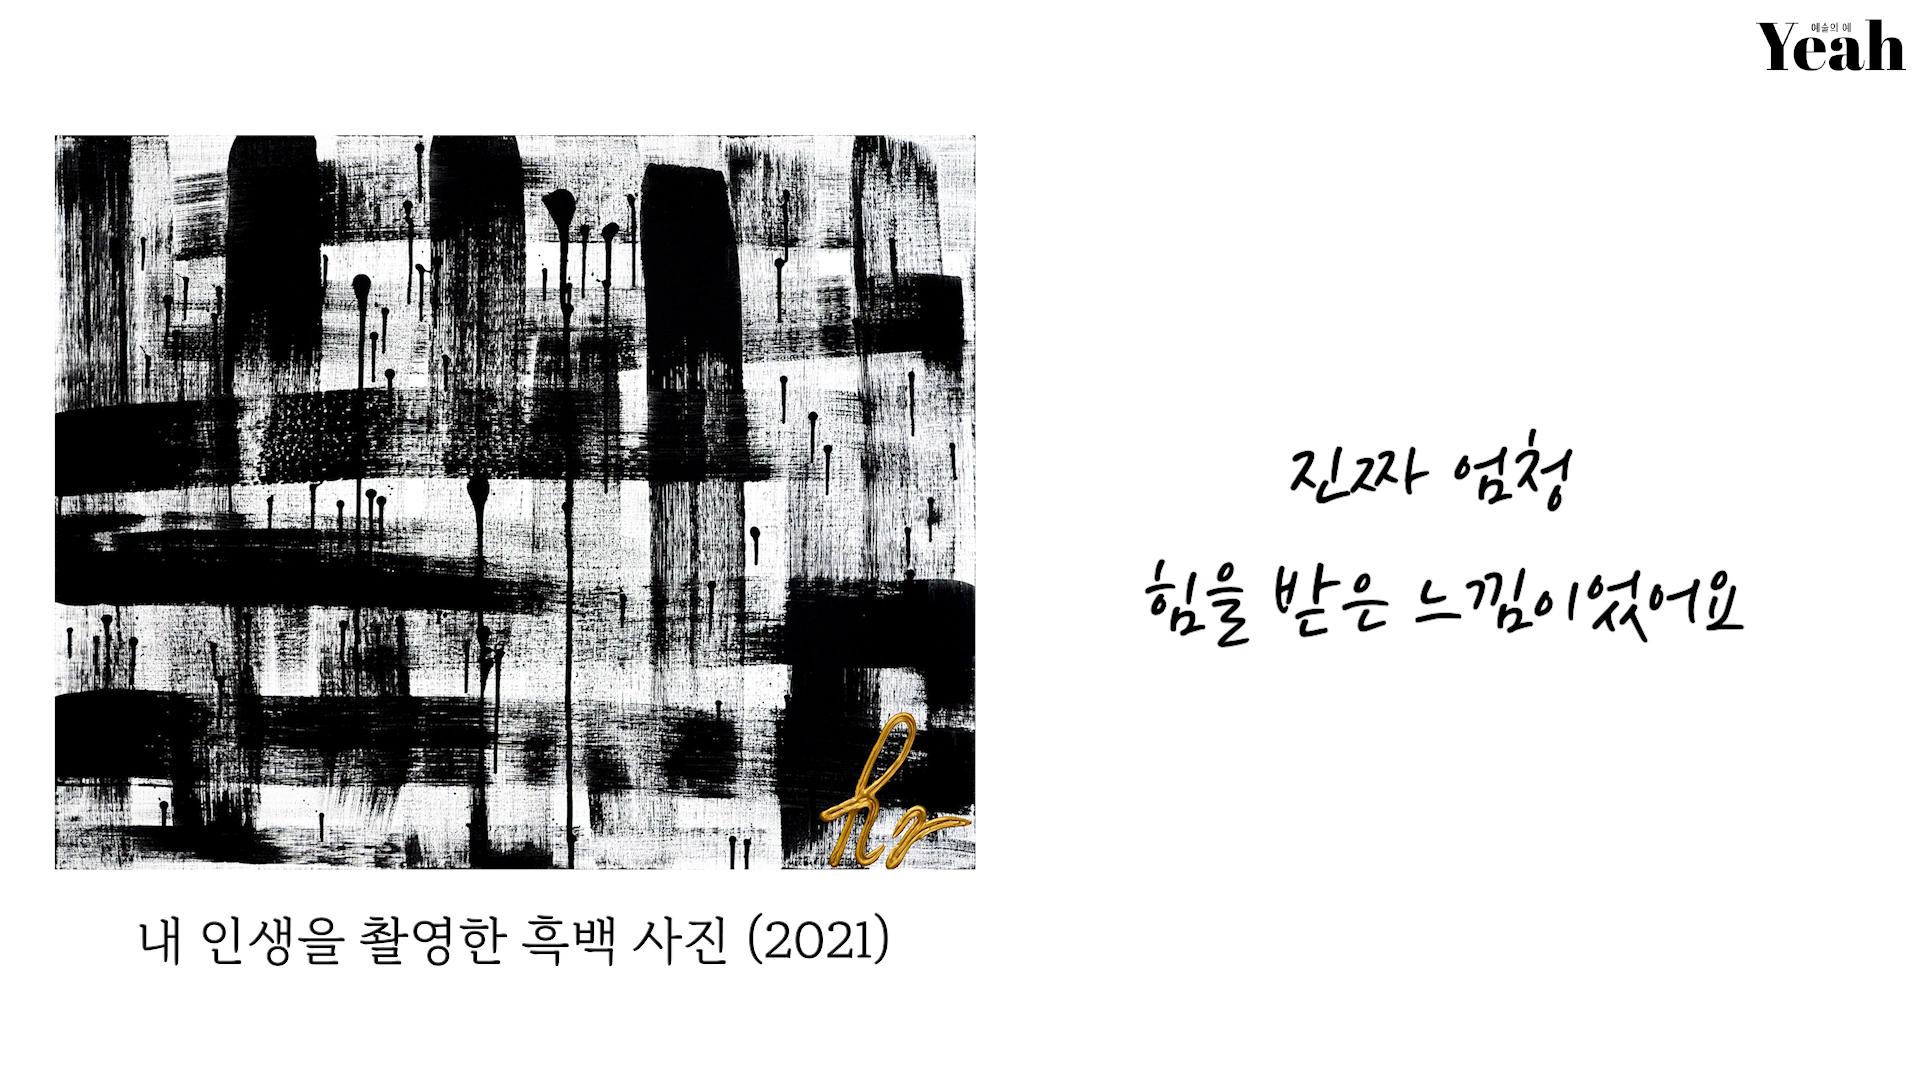 예술의 예
Yeah
진짜 엄청
힘을 받은 느낌이었어요
hr
내 인생을 촬영한 흑백 사진 (2021)